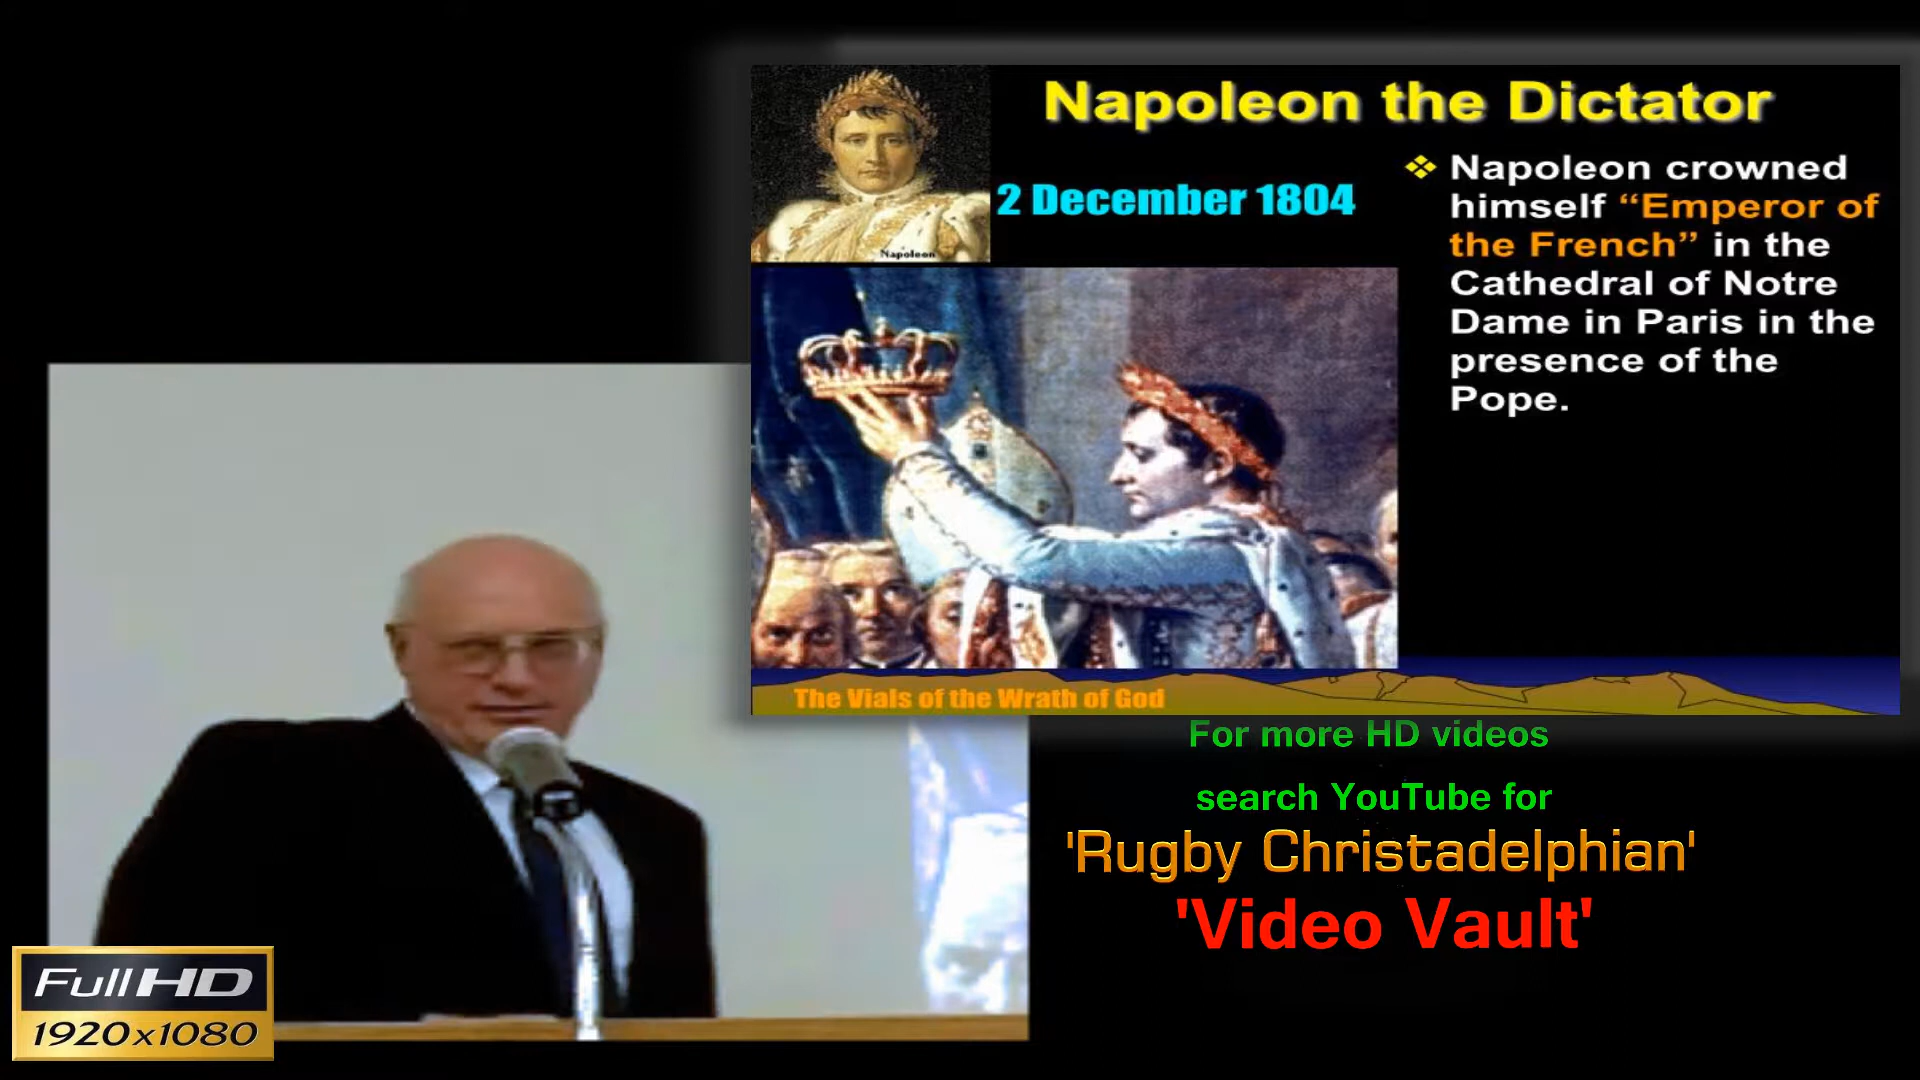 Napoleon the Dictator
Napoleon
2 December 1804
Napoleon crowned
himself “Emperor of
the French” in the
Cathedral of Notre
Dame in Paris in the
presence of the
Pope.
The Vials of the Wrath of God
For more HD videos
search YouTube for
'Rugby Christadelphian'
'Video Vault'
Full HD
1920x1080